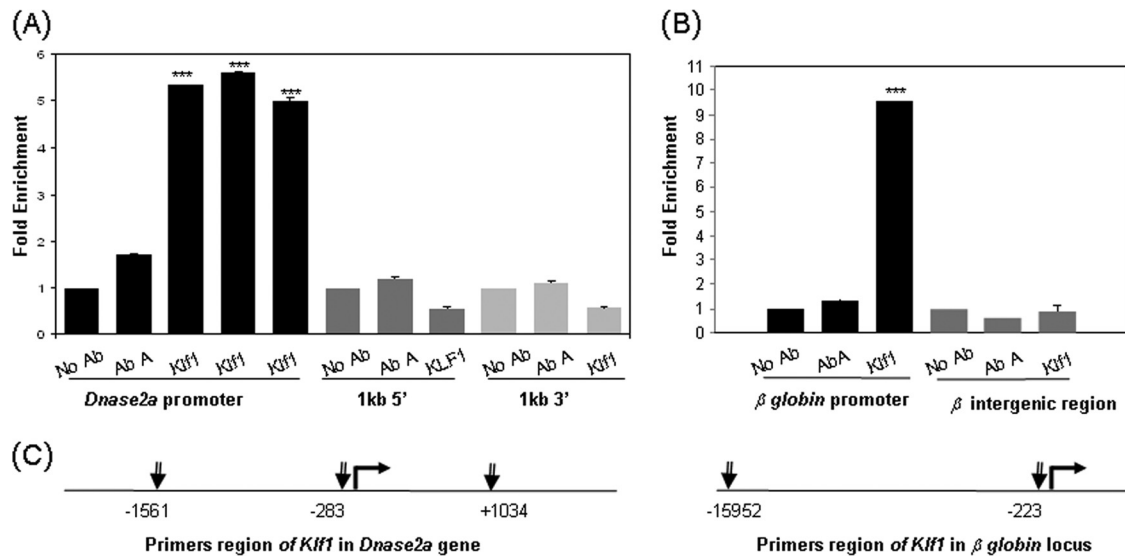 (A)
6
5
4
3
2
1
0
Fold Enrichment
***
***
***
No Ab
Ab A
Klf1
Klf1
Klf1
No Ab
Ab A
KLF1
No Ab
Ab A
Klf1
Dnase2a promoter
1kb 5'
1kb 3'
(B)
11
10
9
8
7
6
5
4
3
2
1
0
Fold Enrichment
***
No Ab
AbA
Klf1
No Ab
Ab A
Klf1
β globin promoter
β intergenic region
(C)
-1561
-283
+1034
Primers region of Klf1 in Dnase2a gene
-15952
-223
Primers region of Klf1 in β globin locus